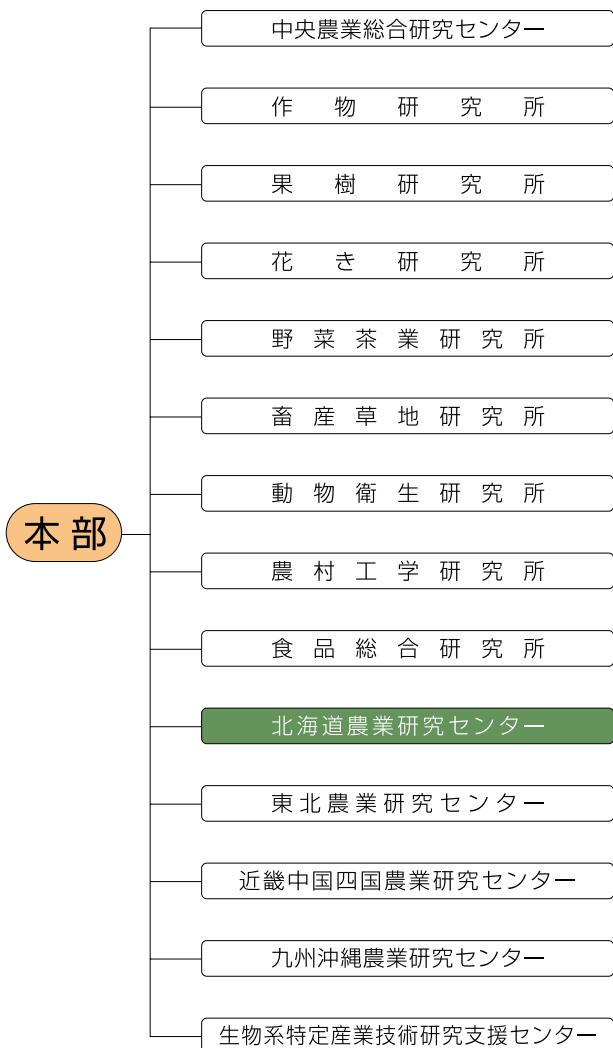 中央農業総合研究センター
作物研究所
果樹研究所
花き研究所
野菜茶業研究所
畜産草地研究所
動物衛生研究所
本部
農村工学研究所
食品総合研究所
北海道農業研究センター
東北農業研究センター
近畿中国四国農業研究センター
九州沖縄農業研究センター
生物系特定産業技術研究支援センター